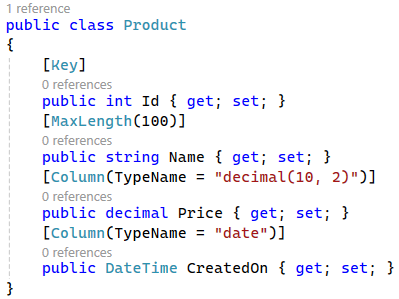 1 reference
public class Product
{
[Key]
0 references
public int Id { get; set; }
[MaxLength(100)]
0 references
public string Name { get; set; }
[Column(TypeName = "decimal(10, 2)")]
0 references
public decimal Price { get; set; }
[Column(TypeName = "date")]
0 references
public DateTime CreatedOn { get; set; }
}